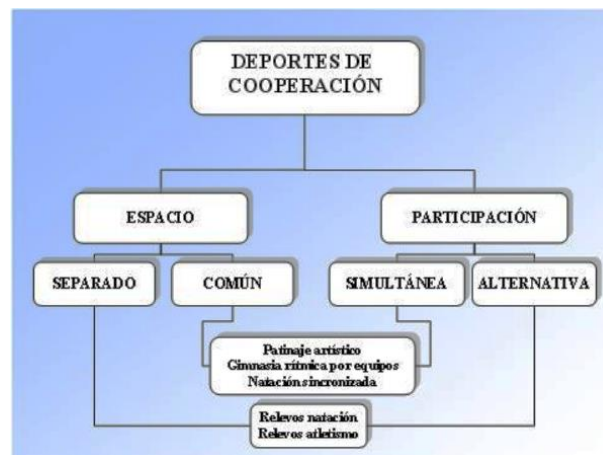 DEPORTES DE
COOPERACIÓN
ESPACIO
PARTICIPACIÓN
SEPARADO
COMÚN
SIMULTÁNEA
ALTERNATIVA
Patinaje artístico
Gimnasia rítmica por equipos
Natación sincronizada
Relevos natación
Relevos atletismo